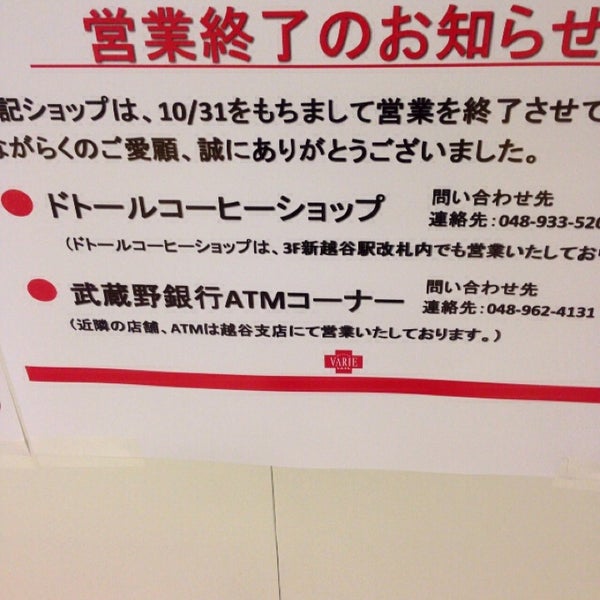 営業終了のお知らせ
記ショップは、10/31をもちまして営業を終了させて
ながらくのご愛顧、誠にありがとうございました。
ドトールコーヒーショップ
問い合わせ先
連絡先:048-933-526
(ドトールコーヒーショップは、3F新越谷駅改札内でも営業いたしてお
武蔵野銀行ATMコーナー
問い合わせ先
連絡先:048-962-4131
(近隣の店舗、ATMは越谷支店にて営業いたしております。)
VARIE